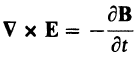 ∇ × E = −∂B/∂t